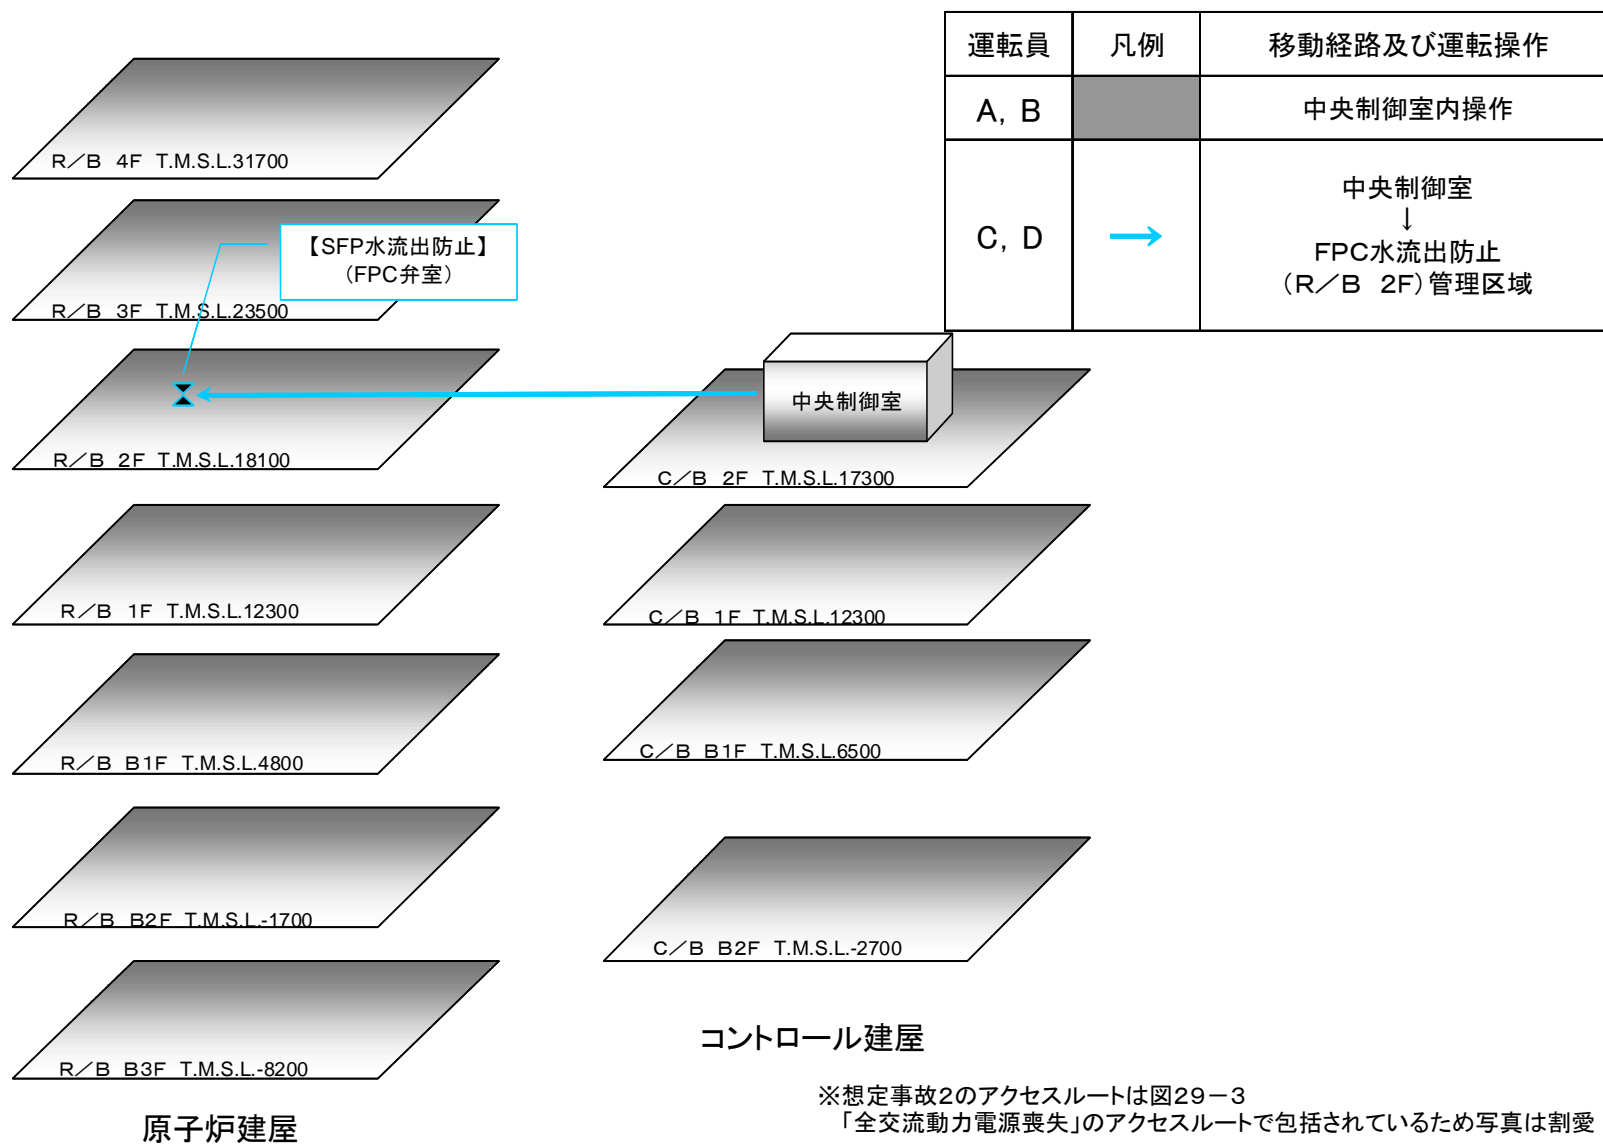 運転員 凡例 移動経路及び運転操作
A, B 中央制御室内操作
C, D
中央制御室
↓
FPC水流出防止
（R／B 2F）管理区域
R／B 4F T.M.S.L.31700
【SFP水流出防止】
（FPC弁室）
R／B 3F T.M.S.L.23500
R／B 2F T.M.S.L.18100
R／B 1F T.M.S.L.12300
R／B B1F T.M.S.L.4800
R／B B2F T.M.S.L.-1700
R／B B3F T.M.S.L.-8200
原子炉建屋
中央制御室
C／B 2F T.M.S.L.17300
C／B 1F T.M.S.L.12300
C／B B1F T.M.S.L.6500
C／B B2F T.M.S.L.-2700
コントロール建屋
※想定事故2のアクセスルートは図29－3
「全交流動力電源喪失」のアクセスルートで包括されているため写真は割愛